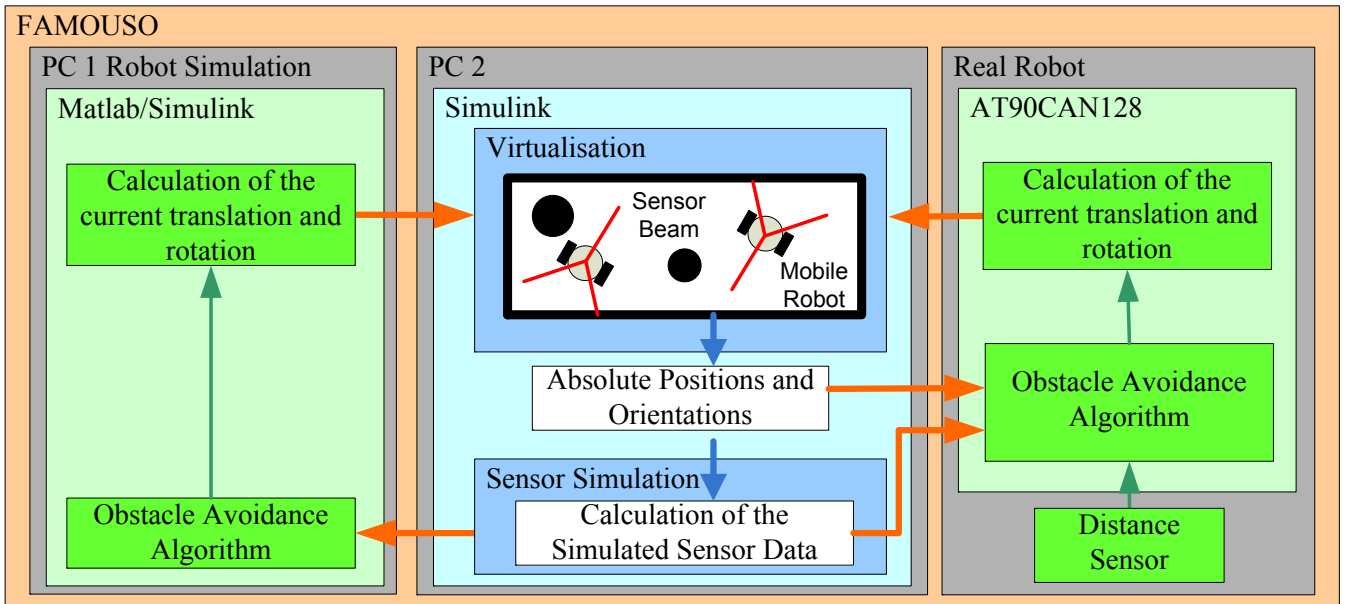 FAMOUSO
PC 1 Robot Simulation
Matlab/Simulink
Calculation of the
current translation and
rotation
Obstacle Avoidance
Algorithm
PC 2
Simulink
Virtualisation
Sensor
Beam
Mobile
Robot
Absolute Positions and
Orientations
Sensor Simulation
Calculation of the
Simulated Sensor Data
Real Robot
AT90CAN128
Calculation of the
current translation and
rotation
Obstacle Avoidance
Algorithm
Distance
Sensor